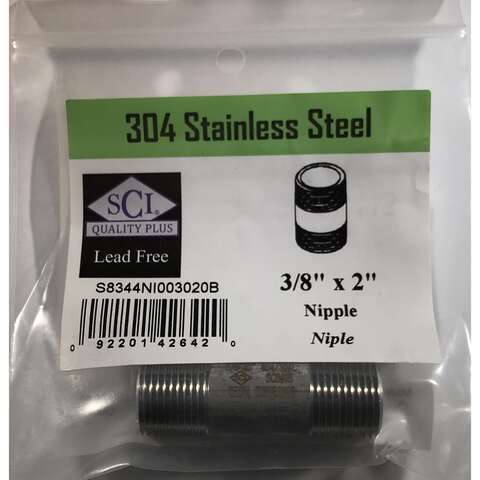 304 Stainless Steel
SCI®
QUALITY PLUS
Lead Free
S8344NI003020B
0 92201 42642 0
3/8" x 2"
Nipple
Niple